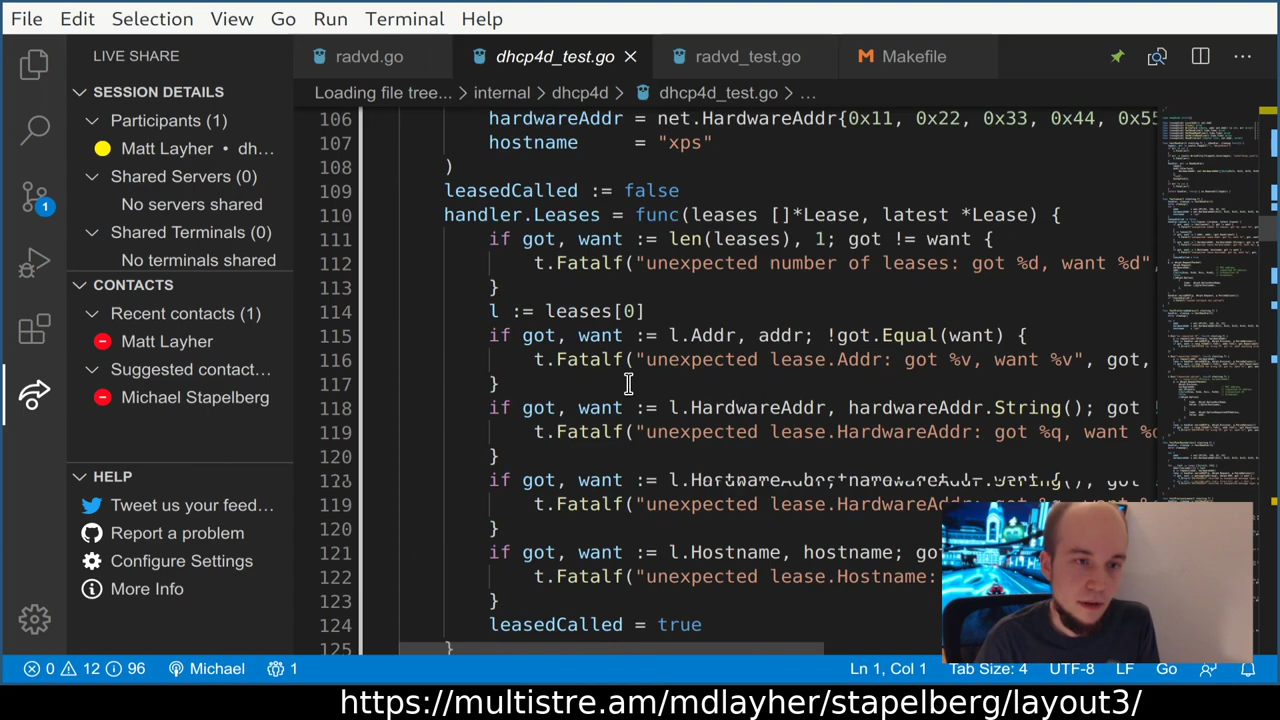 File Edit Selection View Go Run Terminal Help
LIVE SHARE
SESSION DETAILS
Participants (1)
Matt Layher • dh...
Shared Servers (0)
No servers shared
Shared Terminals (0)
No terminals shared
CONTACTS
Recent contacts (1)
Matt Layher
Suggested contact...
Michael Stapelberg
HELP
Tweet us your feed...
Report a problem
Configure Settings
More Info
1
radvd.go dhcp4d_test.go radvd_test.go M Makefile
Loading file tree... > internal > dhcp4d > dhcp4d_test.go > ...
106 hardwareAddr = net.HardwareAddr{0x11, 0x22, 0x33, 0x44, 0x55
107 hostname = "xps"
108 )
109 leasedCalled := false
110 handler.Leases = func(leases []*Lease, latest *Lease) {
111 if got, want := len(leases), 1; got != want {
112 t.Fatalf("unexpected number of leases: got %d, want %d",
113 }
114 l := leases[0]
115 if got, want := l.Addr, addr; !got.Equal(want) {
116 t.Fatalf("unexpected lease.Addr: got %v, want %v", got,
117 }
118 if got, want := l.HardwareAddr, hardwareAddr.String(); got !
119 t.Fatalf("unexpected lease.HardwareAddr: got %q, want %q
120 }
if got, want := l.
119 t.Fatalf("unexpected lease.HardwareAd
120 }
121 if got, want := l.Hostname, hostname; go
122 t.Fatalf("unexpected lease.Hostname:
123 }
124 leasedCalled = true
125 }
0 12 96 Michael 1 Ln 1, Col 1 Tab Size: 4 UTF-8 LF Go
https://multistre.am/mdlayher/stapelberg/layout3/